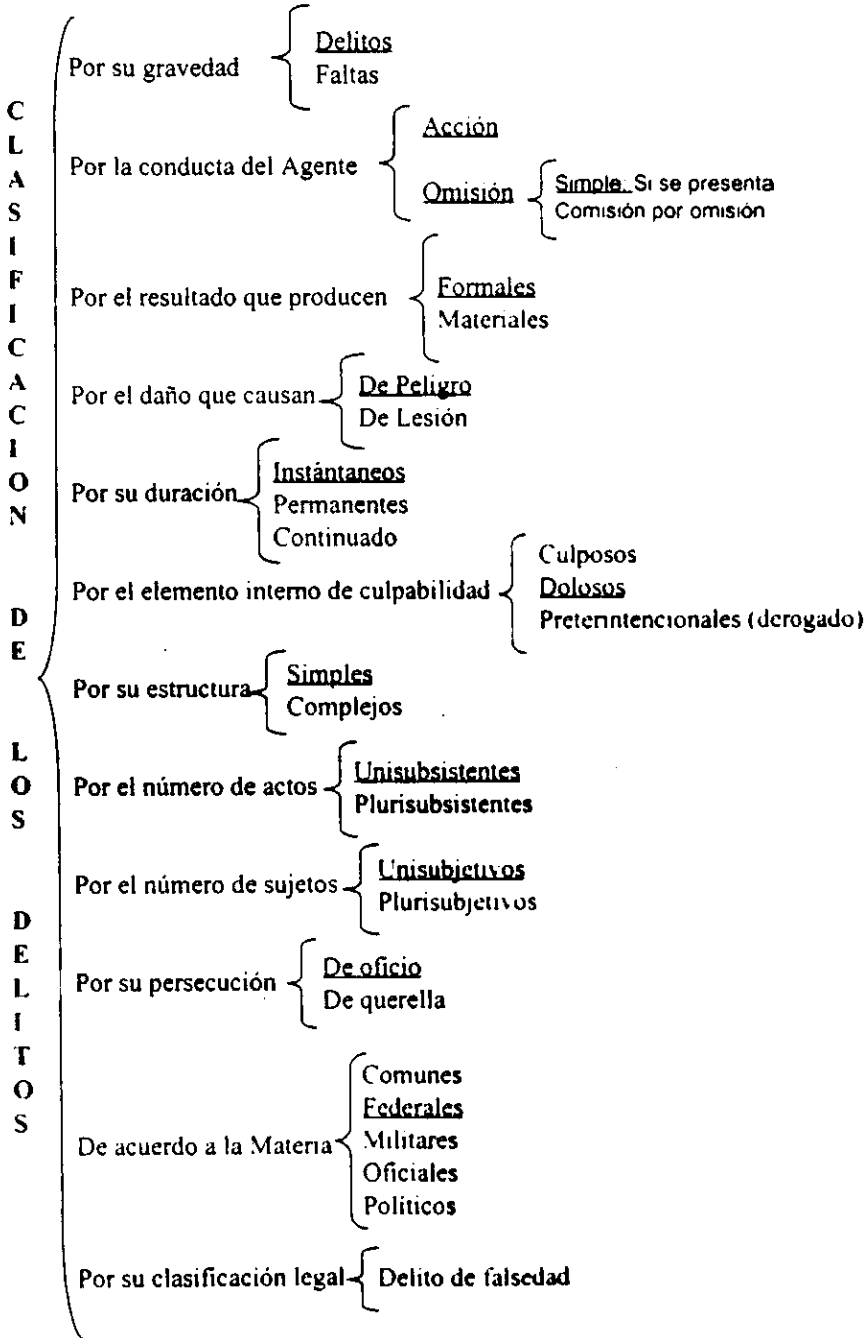 CLASIFICACION DE LOS DELITOS
Por su gravedad
Delitos
Faltas
Por la conducta del Agente
Acción
Omisión
Simple: Si se presenta
Comisión por omisión
Por el resultado que producen
Formales
Materiales
Por el daño que causan
De Peligro
De Lesión
Por su duración
Instántaneos
Permanentes
Continuado
Por el elemento interno de culpabilidad
Culposos
Dolosos
Preterintencionales (derogado)
Por su estructura
Simples
Complejos
Por el número de actos
Unisubsistentes
Plurisubsistentes
Por el número de sujetos
Unisubjetivos
Plurisubjetivos
Por su persecución
De oficio
De querella
De acuerdo a la Materia
Comunes
Federales
Militares
Oficiales
Políticos
Por su clasificación legal
Delito de falsedad